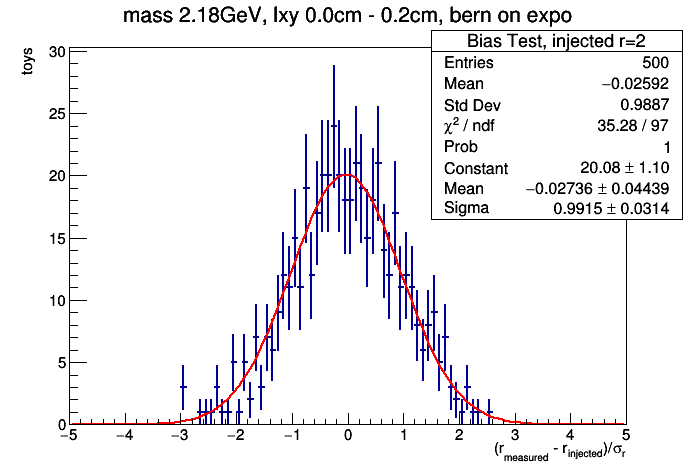 mass 2.18GeV, lxy 0.0cm - 0.2cm, bern on expo
toys
Bias Test, injected r=2
Entries 500
Mean −0.02592
Std Dev 0.9887
χ² / ndf 35.28 / 97
Prob 1
Constant 20.08 ± 1.10
Mean −0.02736 ± 0.04439
Sigma 0.9915 ± 0.0314
30
25
20
15
10
5
0
−5 −4 −3 −2 −1 0 1 2 3 4 5
(r_measured - r_injected)/σ_r